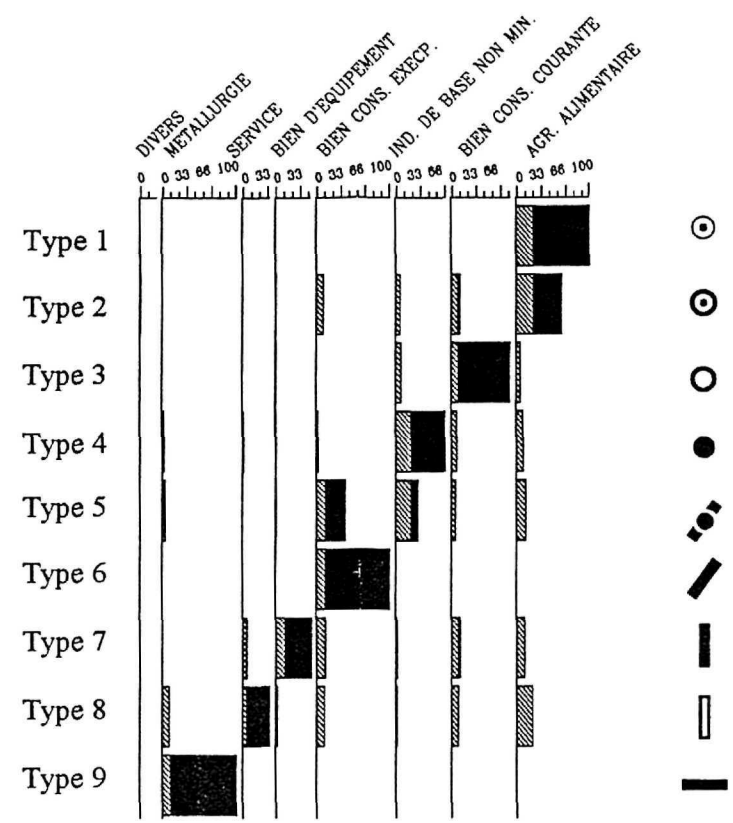 DIVERS
METALLURGIE
SERVICE
BIEN D'EQUIPEMENT
BIEN CONS. EXECP.
IND. DE BASE NON MIN.
BIEN CONS. COURANTE
AGR. ALIMENTAIRE
0 0 33 66 100 0 33 0 33 0 33 66 100 0 33 66 0 33 66 0 33 66 100
Type 1
Type 2
Type 3
Type 4
Type 5
Type 6
Type 7
Type 8
Type 9